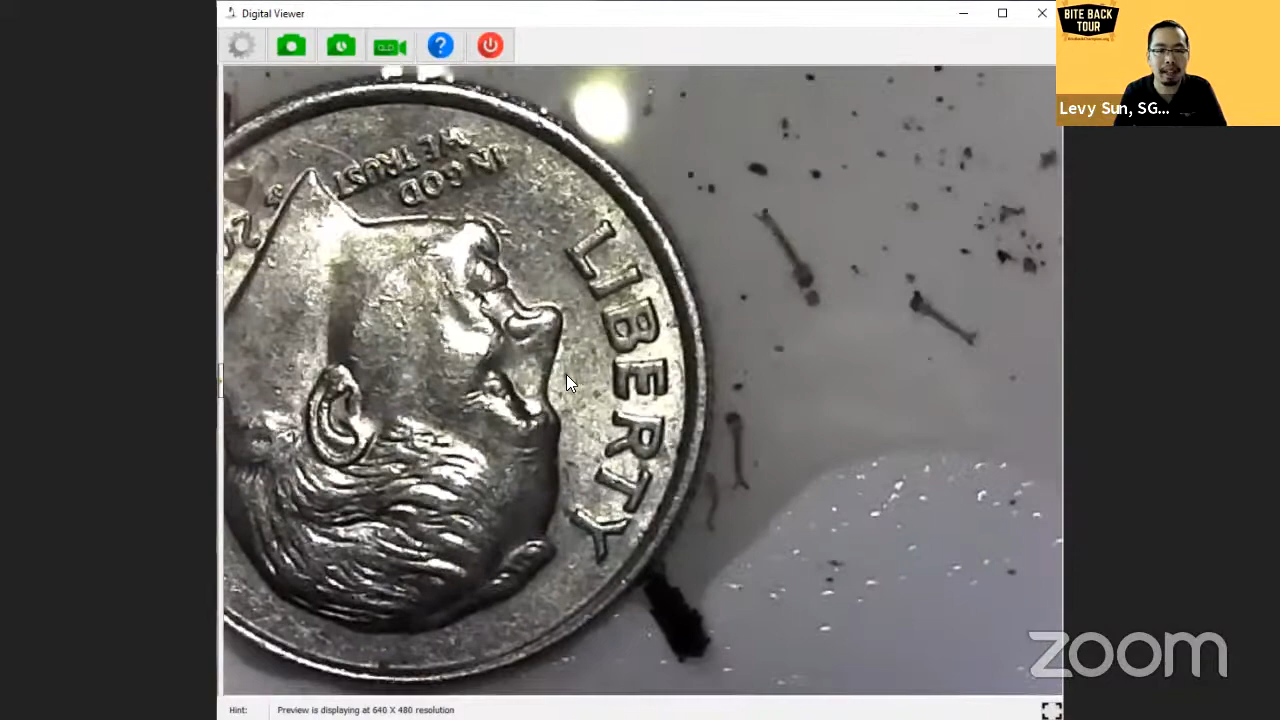 Digital Viewer
BITE BACK
TOUR
Levy Sun, SG...
IN GOD
WE TRUST
LIBERTY
zoom
Hint:
Preview is displaying at 640 X 480 resolution